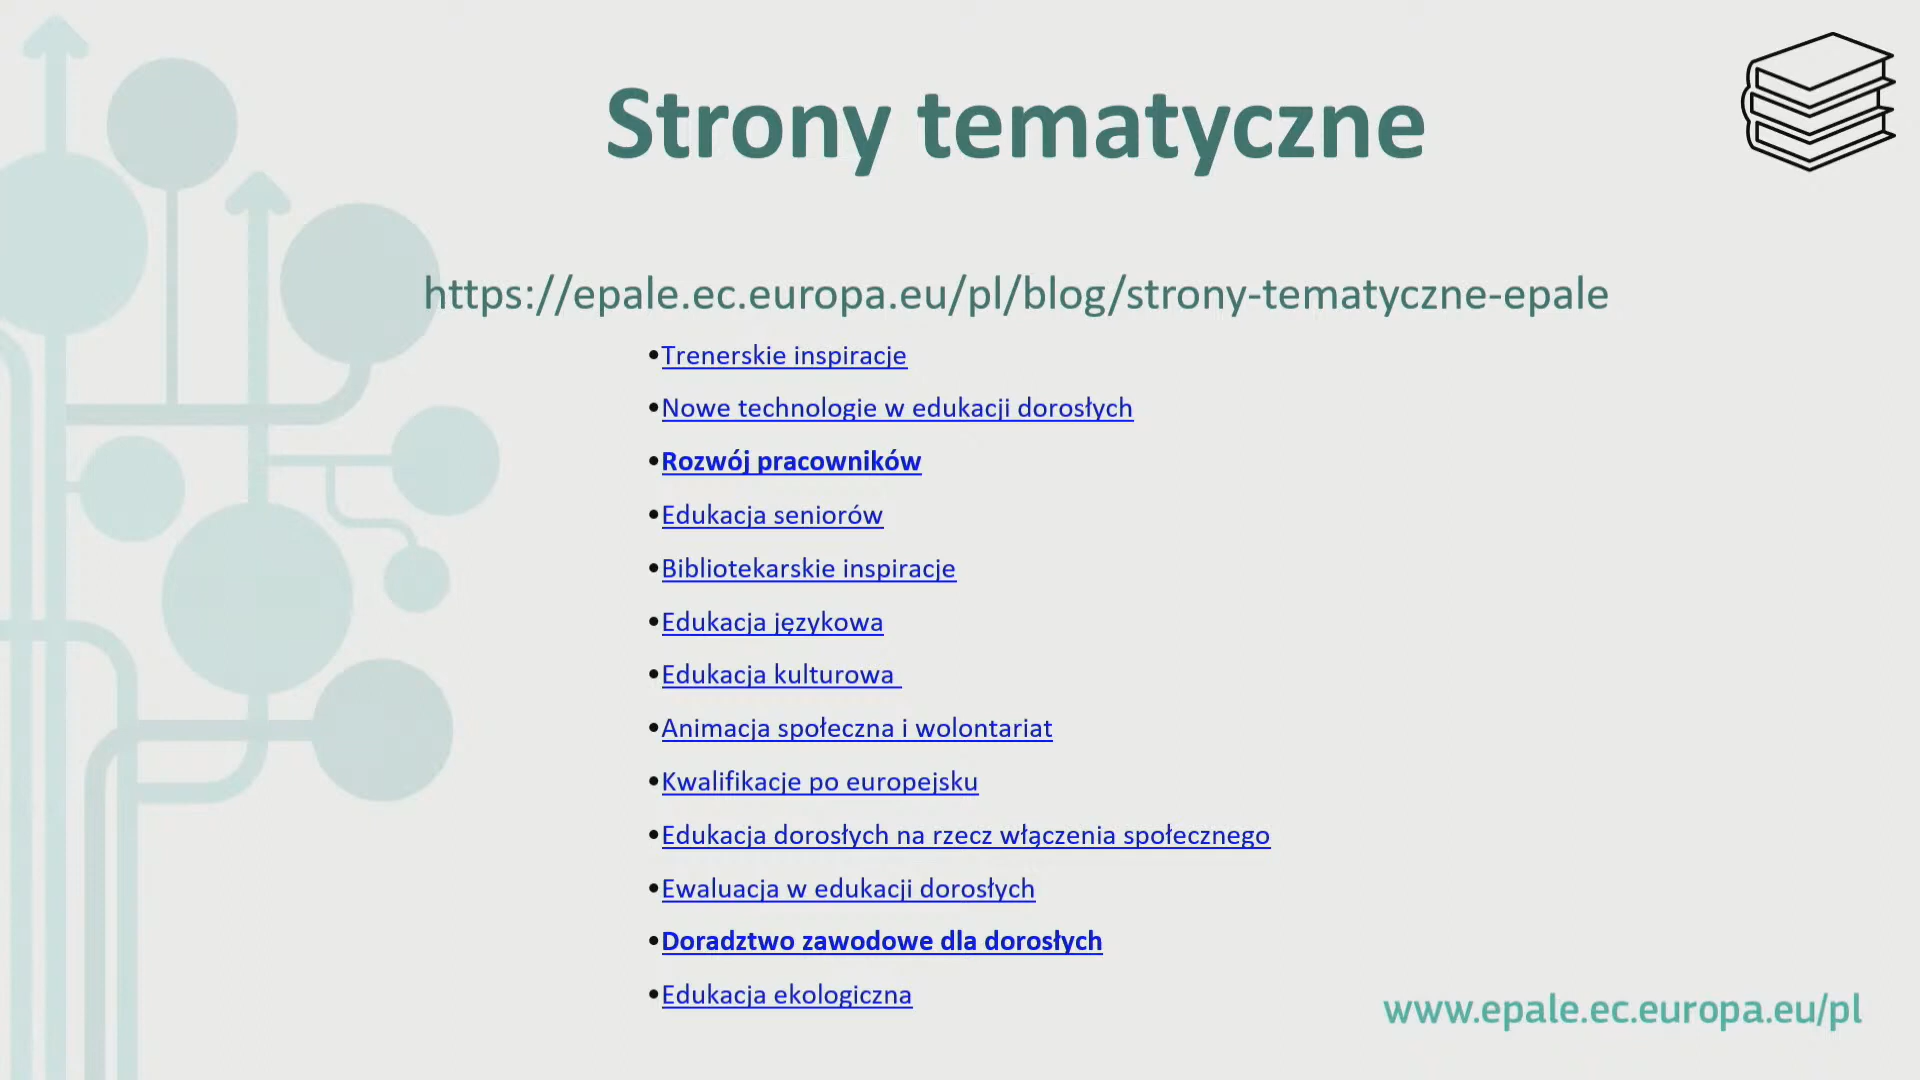 Strony tematyczne
https://epale.ec.europa.eu/pl/blog/strony-tematyczne-epale
•Trenerskie inspiracje
•Nowe technologie w edukacji dorosłych
•Rozwój pracowników
•Edukacja seniorów
•Bibliotekarskie inspiracje
•Edukacja językowa
•Edukacja kulturowa
•Animacja społeczna i wolontariat
•Kwalifikacje po europejsku
•Edukacja dorosłych na rzecz włączenia społecznego
•Ewaluacja w edukacji dorosłych
•Doradztwo zawodowe dla dorosłych
•Edukacja ekologiczna
www.epale.ec.europa.eu/pl